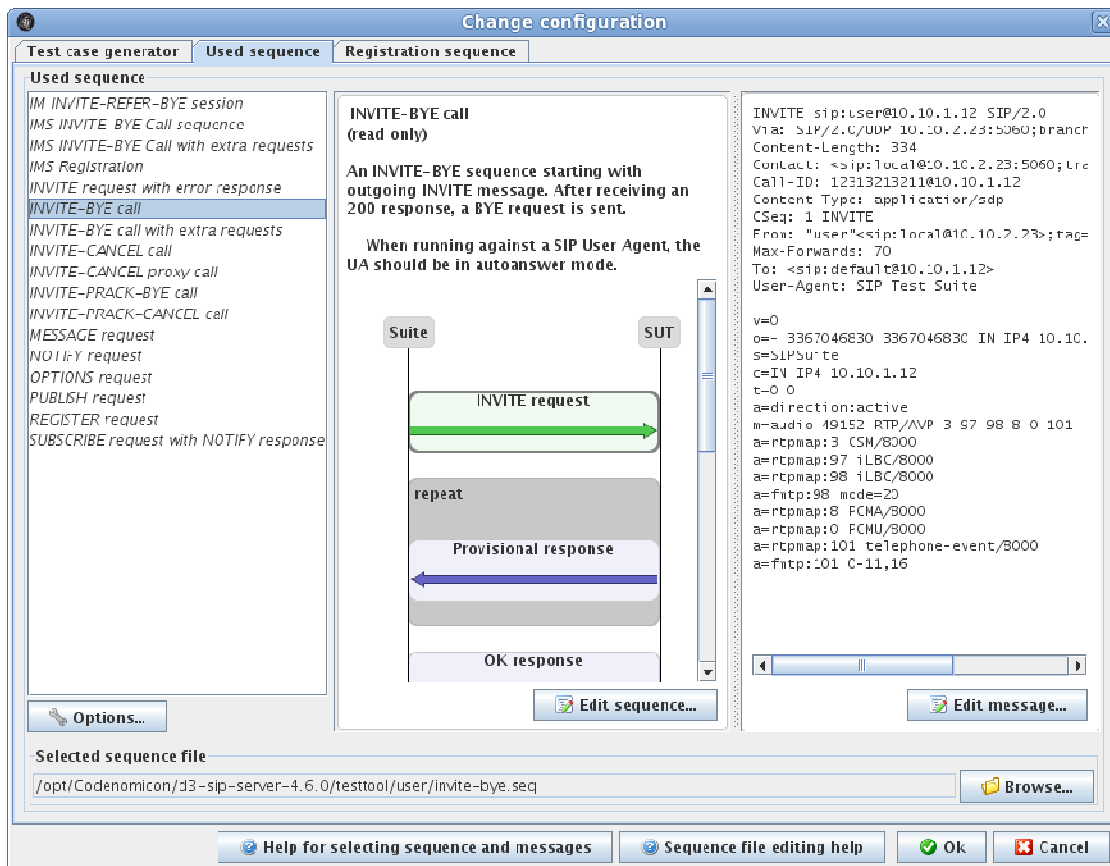 Change configuration
Test case generator
Used sequence
Registration sequence
Used sequence
IM INVITE-REFER-BYE session
IMS INVITE-BYE Call sequence
IMS INVITE-BYE Call with extra requests
IMS Registration
INVITE request with error response
INVITE-BYE call
INVITE-BYE call with extra requests
INVITE-CANCEL call
INVITE-CANCEL proxy call
INVITE-PRACK-BYE call
INVITE-PRACK-CANCEL call
MESSAGE request
NOTIFY request
OPTIONS request
PUBLISH request
REGISTER request
SUBSCRIBE request with NOTIFY response
Options...
INVITE-BYE call
(read only)
An INVITE-BYE sequence starting with
outgoing INVITE message. After receiving an
200 response, a BYE request is sent.
When running against a SIP User Agent, the
UA should be in autoanswer mode.
Suite
SUT
INVITE request
repeat
Provisional response
OK response
Edit sequence...
INVITE sip:user@10.10.1.12 SIP/2.0
Via: SIP/2.0/UDP 10.10.2.23:5060;branch
Content-Length: 334
Contact: <sip:local@10.10.2.23:5060;tra
Call-ID: 12313213211@10.10.1.12
Content-Type: application/sdp
CSeq: 1 INVITE
From: "user"<sip:local@10.10.2.23>;tag=
Max-Forwards: 70
To: <sip:default@10.10.1.12>
User-Agent: SIP Test Suite
v=0
o=- 3367046830 3367046830 IN IP4 10.10.
s=SIPSuite
c=IN IP4 10.10.1.12
t=0 0
a=direction:active
m=audio 49152 RTP/AVP 3 97 98 8 0 101
a=rtpmap:3 GSM/8000
a=rtpmap:97 iLBC/8000
a=rtpmap:98 iLBC/8000
a=fmtp:98 mode=20
a=rtpmap:8 PCMA/8000
a=rtpmap:0 PCMU/8000
a=rtpmap:101 telephone-event/8000
a=fmtp:101 0-11,16
Edit message...
Selected sequence file
/opt/Codenomicon/d3-sip-server-4.6.0/testtool/user/invite-bye.seq
Browse...
Help for selecting sequence and messages
Sequence file editing help
Ok
Cancel